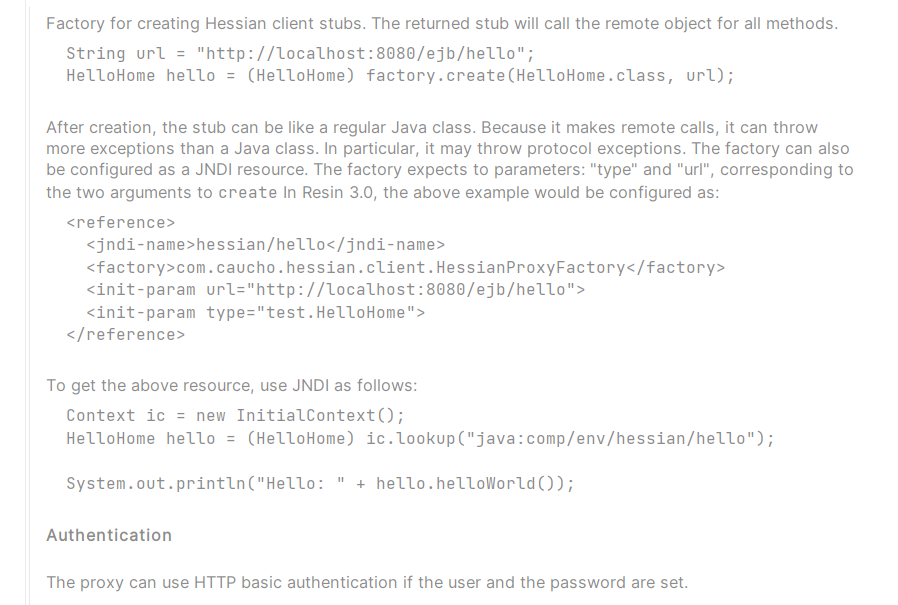 Factory for creating Hessian client stubs. The returned stub will call the remote object for all methods.
String url = "http://localhost:8080/ejb/hello";
HelloHome hello = (HelloHome) factory.create(HelloHome.class, url);
After creation, the stub can be like a regular Java class. Because it makes remote calls, it can throw
more exceptions than a Java class. In particular, it may throw protocol exceptions. The factory can also
be configured as a JNDI resource. The factory expects to parameters: "type" and "url", corresponding to
the two arguments to create In Resin 3.0, the above example would be configured as:
<reference>
<jndi-name>hessian/hello</jndi-name>
<factory>com.caucho.hessian.client.HessianProxyFactory</factory>
<init-param url="http://localhost:8080/ejb/hello">
<init-param type="test.HelloHome">
</reference>
To get the above resource, use JNDI as follows:
Context ic = new InitialContext();
HelloHome hello = (HelloHome) ic.lookup("java:comp/env/hessian/hello");
System.out.println("Hello: " + hello.helloWorld());
Authentication
The proxy can use HTTP basic authentication if the user and the password are set.